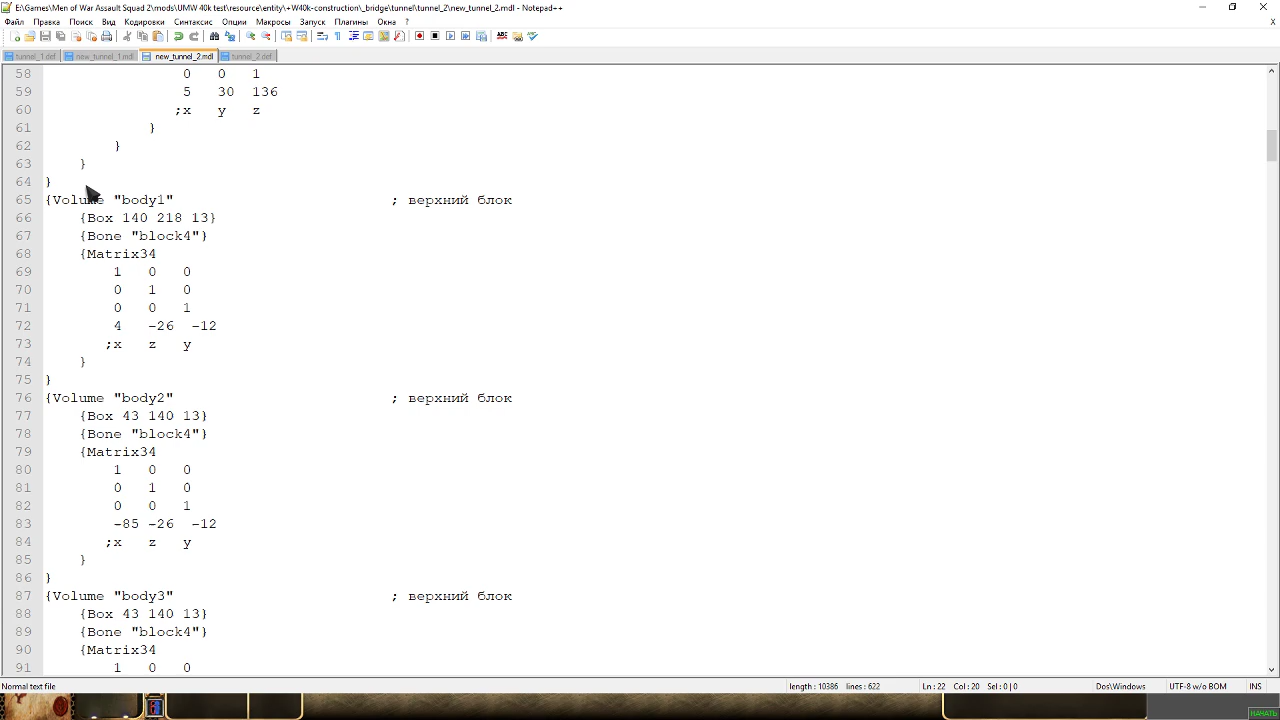 E:\Games\Men of War Assault Squad 2\mods\UMW 40k test\resource\entity\+W40k-construction\_bridge\tunnel\tunnel_2\new_tunnel_2.mdl - Notepad++
Файл Правка Поиск Вид Кодировки Синтаксис Опции Макросы Запуск Плагины Окна ? X
tunnel_1.def new_tunnel_1.mdl new_tunnel_2.mdl tunnel_2.def
58 0 0 1
59 5 30 136
60 ;x y z
61 }
62 }
63 }
64 }
65 {Volume "body1" ; верхний блок
66 {Box 140 218 13}
67 {Bone "block4"}
68 {Matrix34
69 1 0 0
70 0 1 0
71 0 0 1
72 4 -26 -12
73 ;x z y
74 }
75 }
76 {Volume "body2" ; верхний блок
77 {Box 43 140 13}
78 {Bone "block4"}
79 {Matrix34
80 1 0 0
81 0 1 0
82 0 0 1
83 -85 -26 -12
84 ;x z y
85 }
86 }
87 {Volume "body3" ; верхний блок
88 {Box 43 140 13}
89 {Bone "block4"}
90 {Matrix34
91 1 0 0
Normal text file length : 10386 lines : 622 Ln : 22 Col : 20 Sel : 0 | 0 Dos\Windows UTF-8 w/o BOM INS
НАЧАТЬ